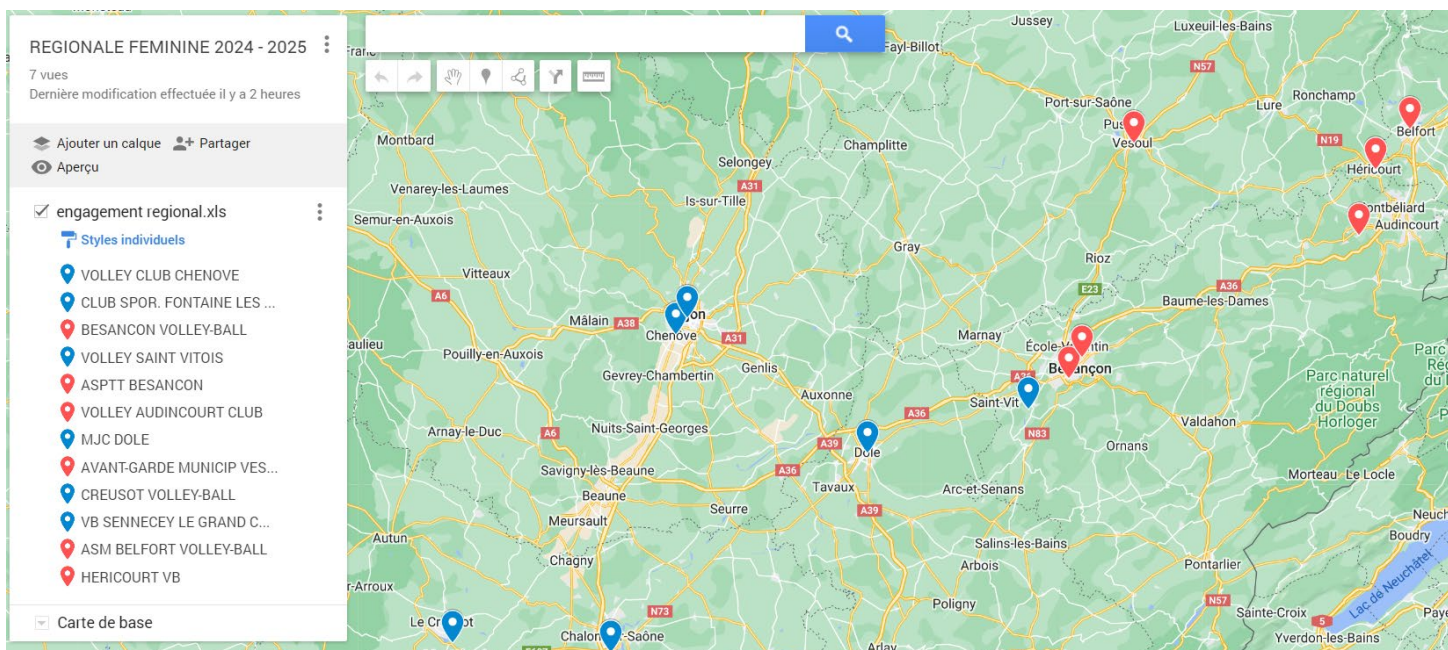 REGIONALE FEMININE 2024 - 2025
7 vues
Dernière modification effectuée il y a 2 heures
Ajouter un calque
Partager
Aperçu
engagement regional.xls
Styles individuels
VOLLEY CLUB CHENOVE
CLUB SPOR. FONTAINE LES ...
BESANCON VOLLEY-BALL
VOLLEY SAINT VITOIS
ASPTT BESANCON
VOLLEY AUDINCOURT CLUB
MJC DOLE
AVANT-GARDE MUNICIP VES...
CREUSOT VOLLEY-BALL
VB SENNECEY LE GRAND C...
ASM BELFORT VOLLEY-BALL
HERICOURT VB
Carte de base
Jussey
Luxeuil-les-Bains
Fayl-Billot
N57
Port-sur-Saône
Lure
Ronchamp
Belfort
Montbard
Champlitte
Vesoul
N19
Héricourt
Selongey
A31
Venarey-les-Laumes
Is-sur-Tille
Semur-en-Auxois
Audincourt
Gray
Rioz
Vitteaux
A6
E23
A36
Baume-les-Dames
Mâlain
A38
Chenove
A31
Marnay
Pouilly-en-Auxois
Genlis
Gevrey-Chambertin
Saint-Vit
Parc naturel
régional
du Doubs
Horloger
Auxonne
A36
Valdahon
Arnay-le-Duc
A6
Nuits-Saint-Georges
A39
N83
Ornans
Dole
Savigny-lès-Beaune
A36
Tavaux
Arc-et-Senans
Morteau
Le Locle
Beaune
Seurre
A39
Meursault
Autun
Salins-les-Bains
Boudry
Chagny
Arbois
Pontarlier
Lac de Neuchâtel
N73
Poligny
N57
Sainte-Croix
5
Yverdon-les-Bains
Arlay